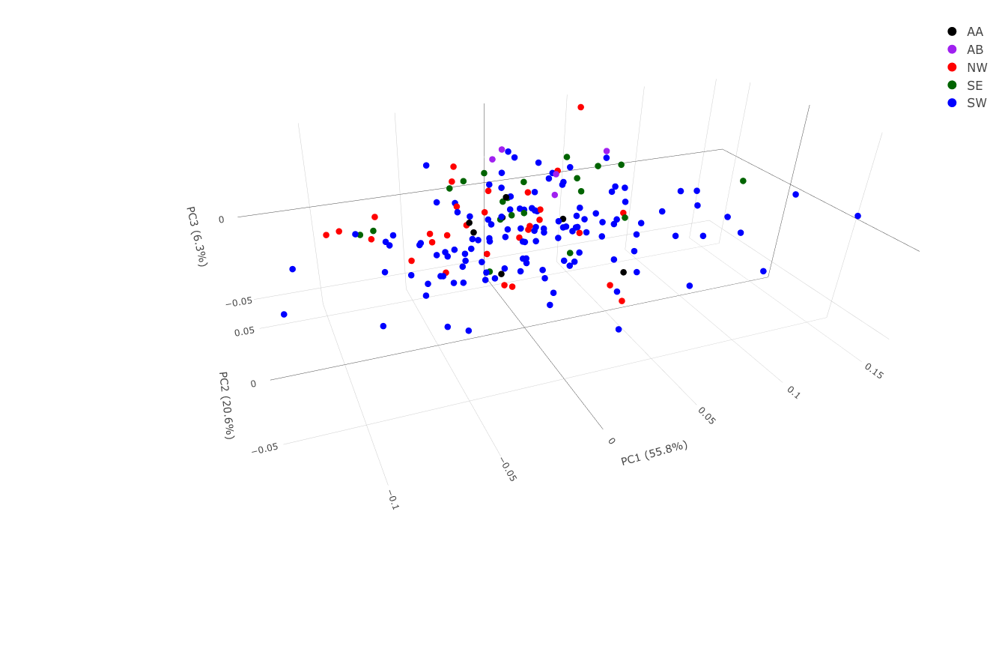 AA
AB
NW
SE
SW
PC3 (6.3%)
0
−0.05
0.05
0
−0.05
PC2 (20.6%)
−0.1
−0.05
0
0.05
0.1
0.15
PC1 (55.8%)